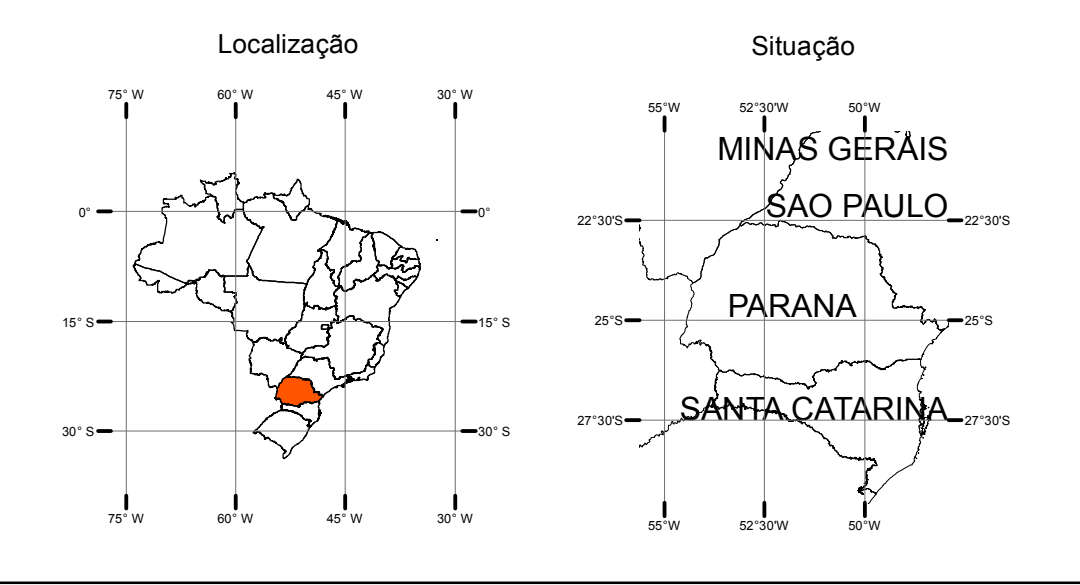 Localização
75° W 60° W 45° W 30° W
0° 0°
15° S 15° S
30° S 30° S
75° W 60° W 45° W 30° W
Situação
55°W 52°30'W 50°W
MINAS GERAIS
SAO PAULO
22°30'S 22°30'S
PARANA
25°S 25°S
SANTA CATARINA
27°30'S 27°30'S
55°W 52°30'W 50°W